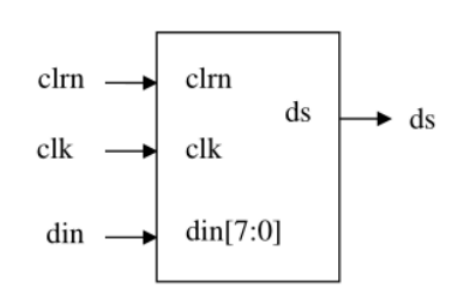 clrn clrn
ds ds
clk clk
din din[7:0]